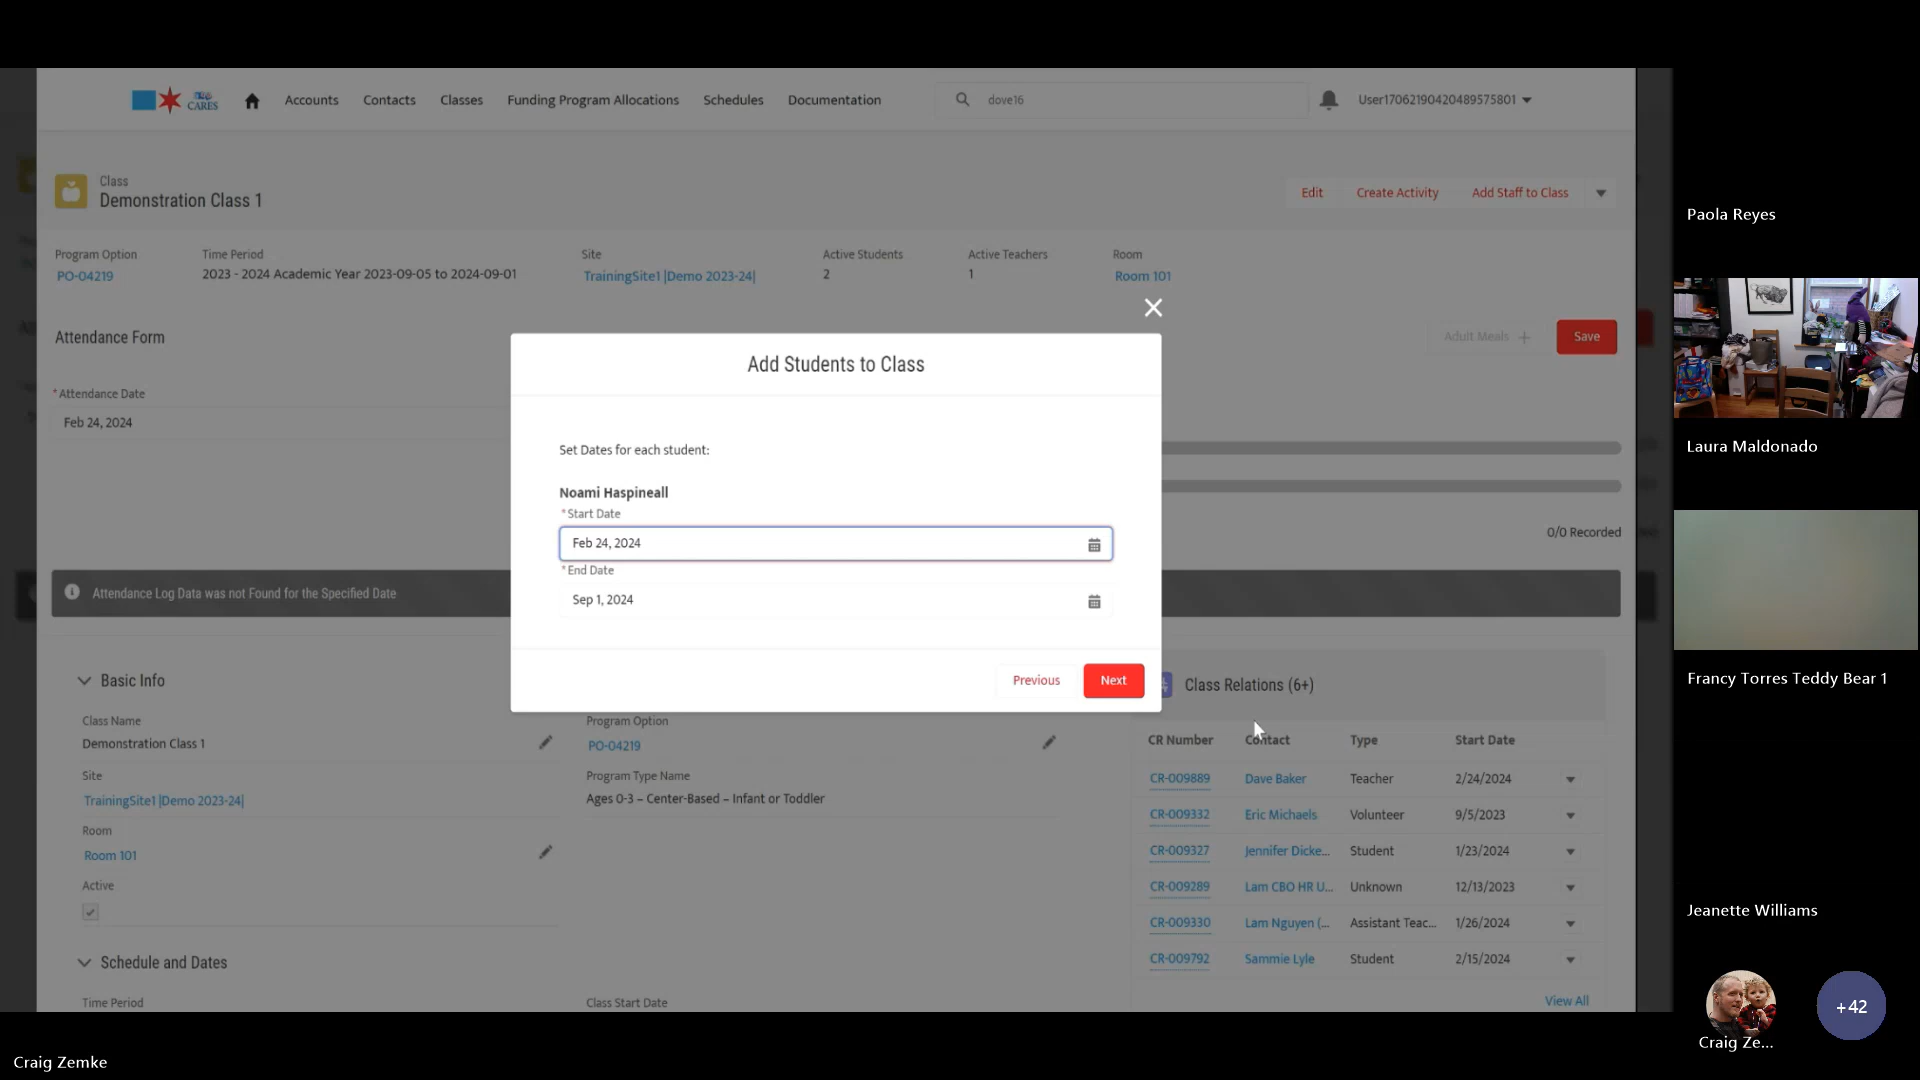 CARES
Accounts
Contacts
Classes
Funding Program Allocations
Schedules
Documentation
dove16
User17062190420489575801
Class
Demonstration Class 1
Edit
Create Activity
Add Staff to Class
Program Option
PO-04219
Time Period
2023 - 2024 Academic Year 2023-09-05 to 2024-09-01
Site
TrainingSite1 |Demo 2023-24|
Active Students
2
Active Teachers
1
Room
Room 101
Attendance Form
Adult Meals
Save
*Attendance Date
Feb 24, 2024
0/0 Recorded
Attendance Log Data was not Found for the Specified Date
Add Students to Class
Set Dates for each student:
Noami Haspineall
*Start Date
Feb 24, 2024
*End Date
Sep 1, 2024
Previous
Next
Basic Info
Class Name
Demonstration Class 1
Program Option
PO-04219
Site
TrainingSite1 |Demo 2023-24|
Program Type Name
Ages 0-3 – Center-Based – Infant or Toddler
Room
Room 101
Active
Schedule and Dates
Time Period
Class Start Date
Class Relations (6+)
CR Number Contact Type Start Date
CR-009889 Dave Baker Teacher 2/24/2024
CR-009332 Eric Michaels Volunteer 9/5/2023
CR-009327 Jennifer Dicke... Student 1/23/2024
CR-009289 Lam CBO HR U... Unknown 12/13/2023
CR-009330 Lam Nguyen (... Assistant Teac... 1/26/2024
CR-009792 Sammie Lyle Student 2/15/2024
View All
Paola Reyes
Laura Maldonado
Francy Torres Teddy Bear 1
Jeanette Williams
Craig Ze...
+42
Craig Zemke